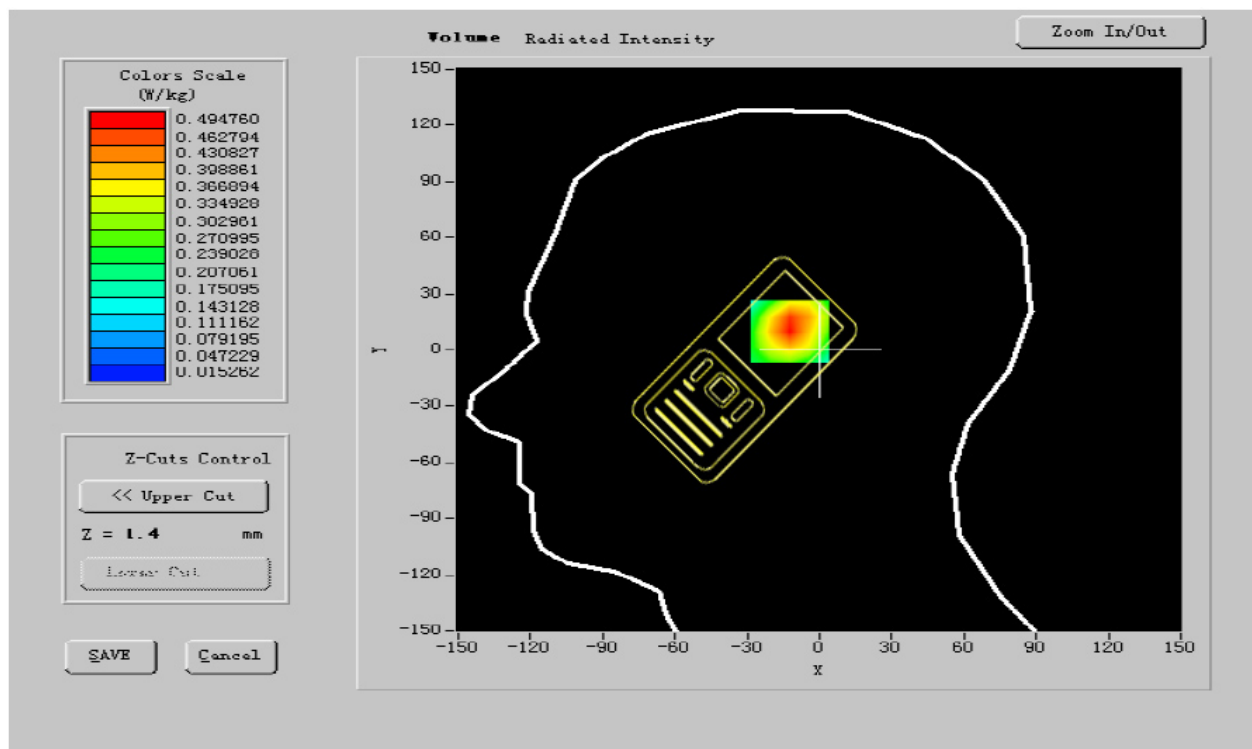 Volume Radiated Intensity
Zoom In/Out
Colors Scale
(W/kg)
0.494760
0.462794
0.430827
0.398861
0.366894
0.334928
0.302961
0.270995
0.239028
0.207061
0.175095
0.143128
0.111162
0.079195
0.047229
0.015262
Z-Cuts Control
<< Upper Cut
Z = 1.4 mm
Lower Cut
SAVE
Cancel
150
120
90
60
30
0
-30
-60
-90
-120
-150
Y
-150 -120 -90 -60 -30 0 30 60 90 120 150
X